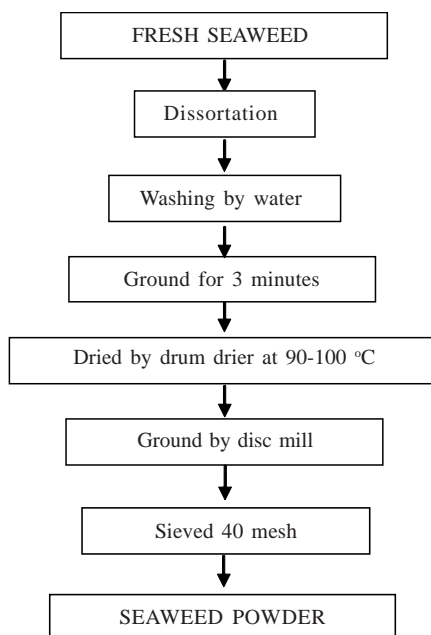 FRESH SEAWEED
Dissortation
Washing by water
Ground for 3 minutes
Dried by drum drier at 90-100 ºC
Ground by disc mill
Sieved 40 mesh
SEAWEED POWDER